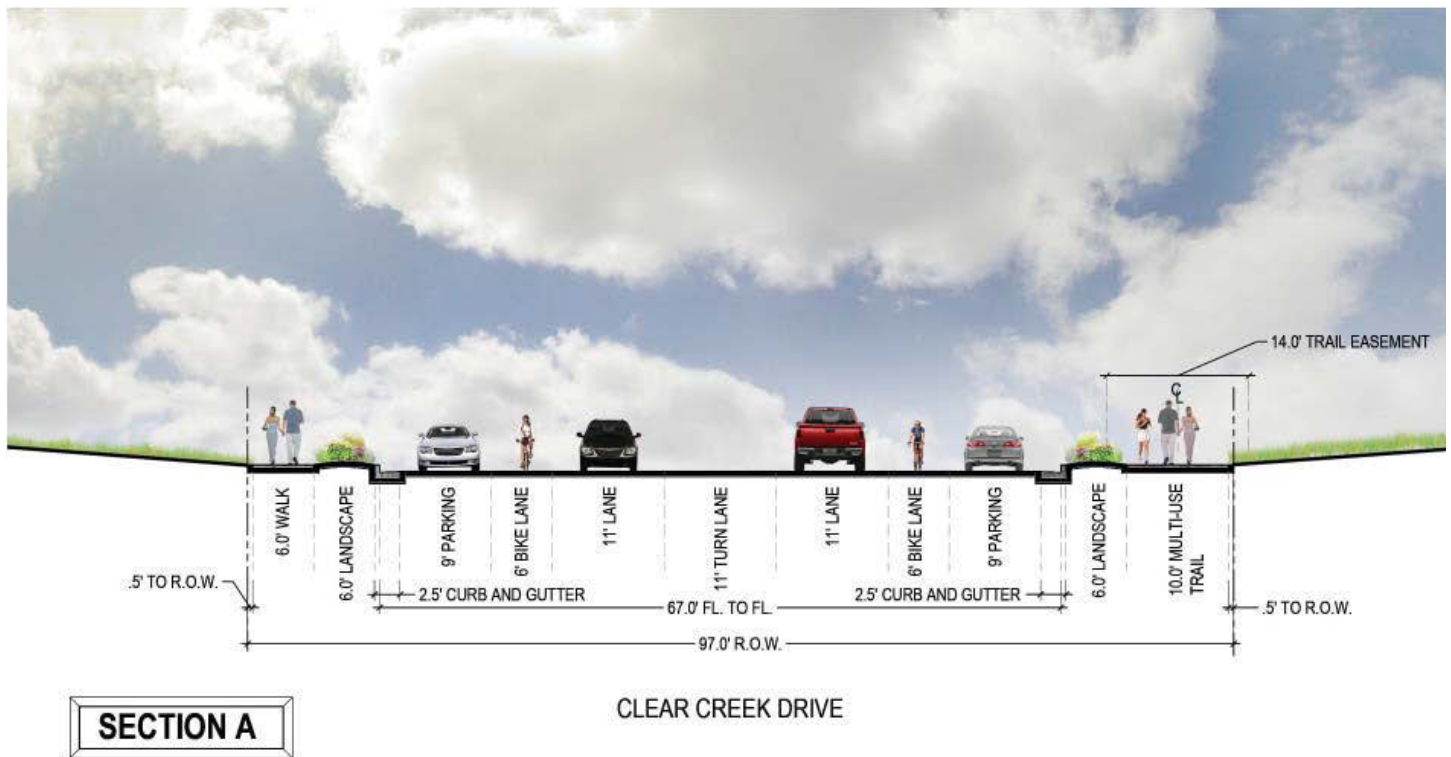 14.0' TRAIL EASEMENT
CL
6.0' WALK
6.0' LANDSCAPE
9' PARKING
6' BIKE LANE
11' LANE
11' TURN LANE
11' LANE
6' BIKE LANE
9' PARKING
6.0' LANDSCAPE
10.0' MULTI-USE
TRAIL
.5' TO R.O.W.
2.5' CURB AND GUTTER
2.5' CURB AND GUTTER
.5' TO R.O.W.
67.0' FL. TO FL.
97.0' R.O.W.
SECTION A
CLEAR CREEK DRIVE